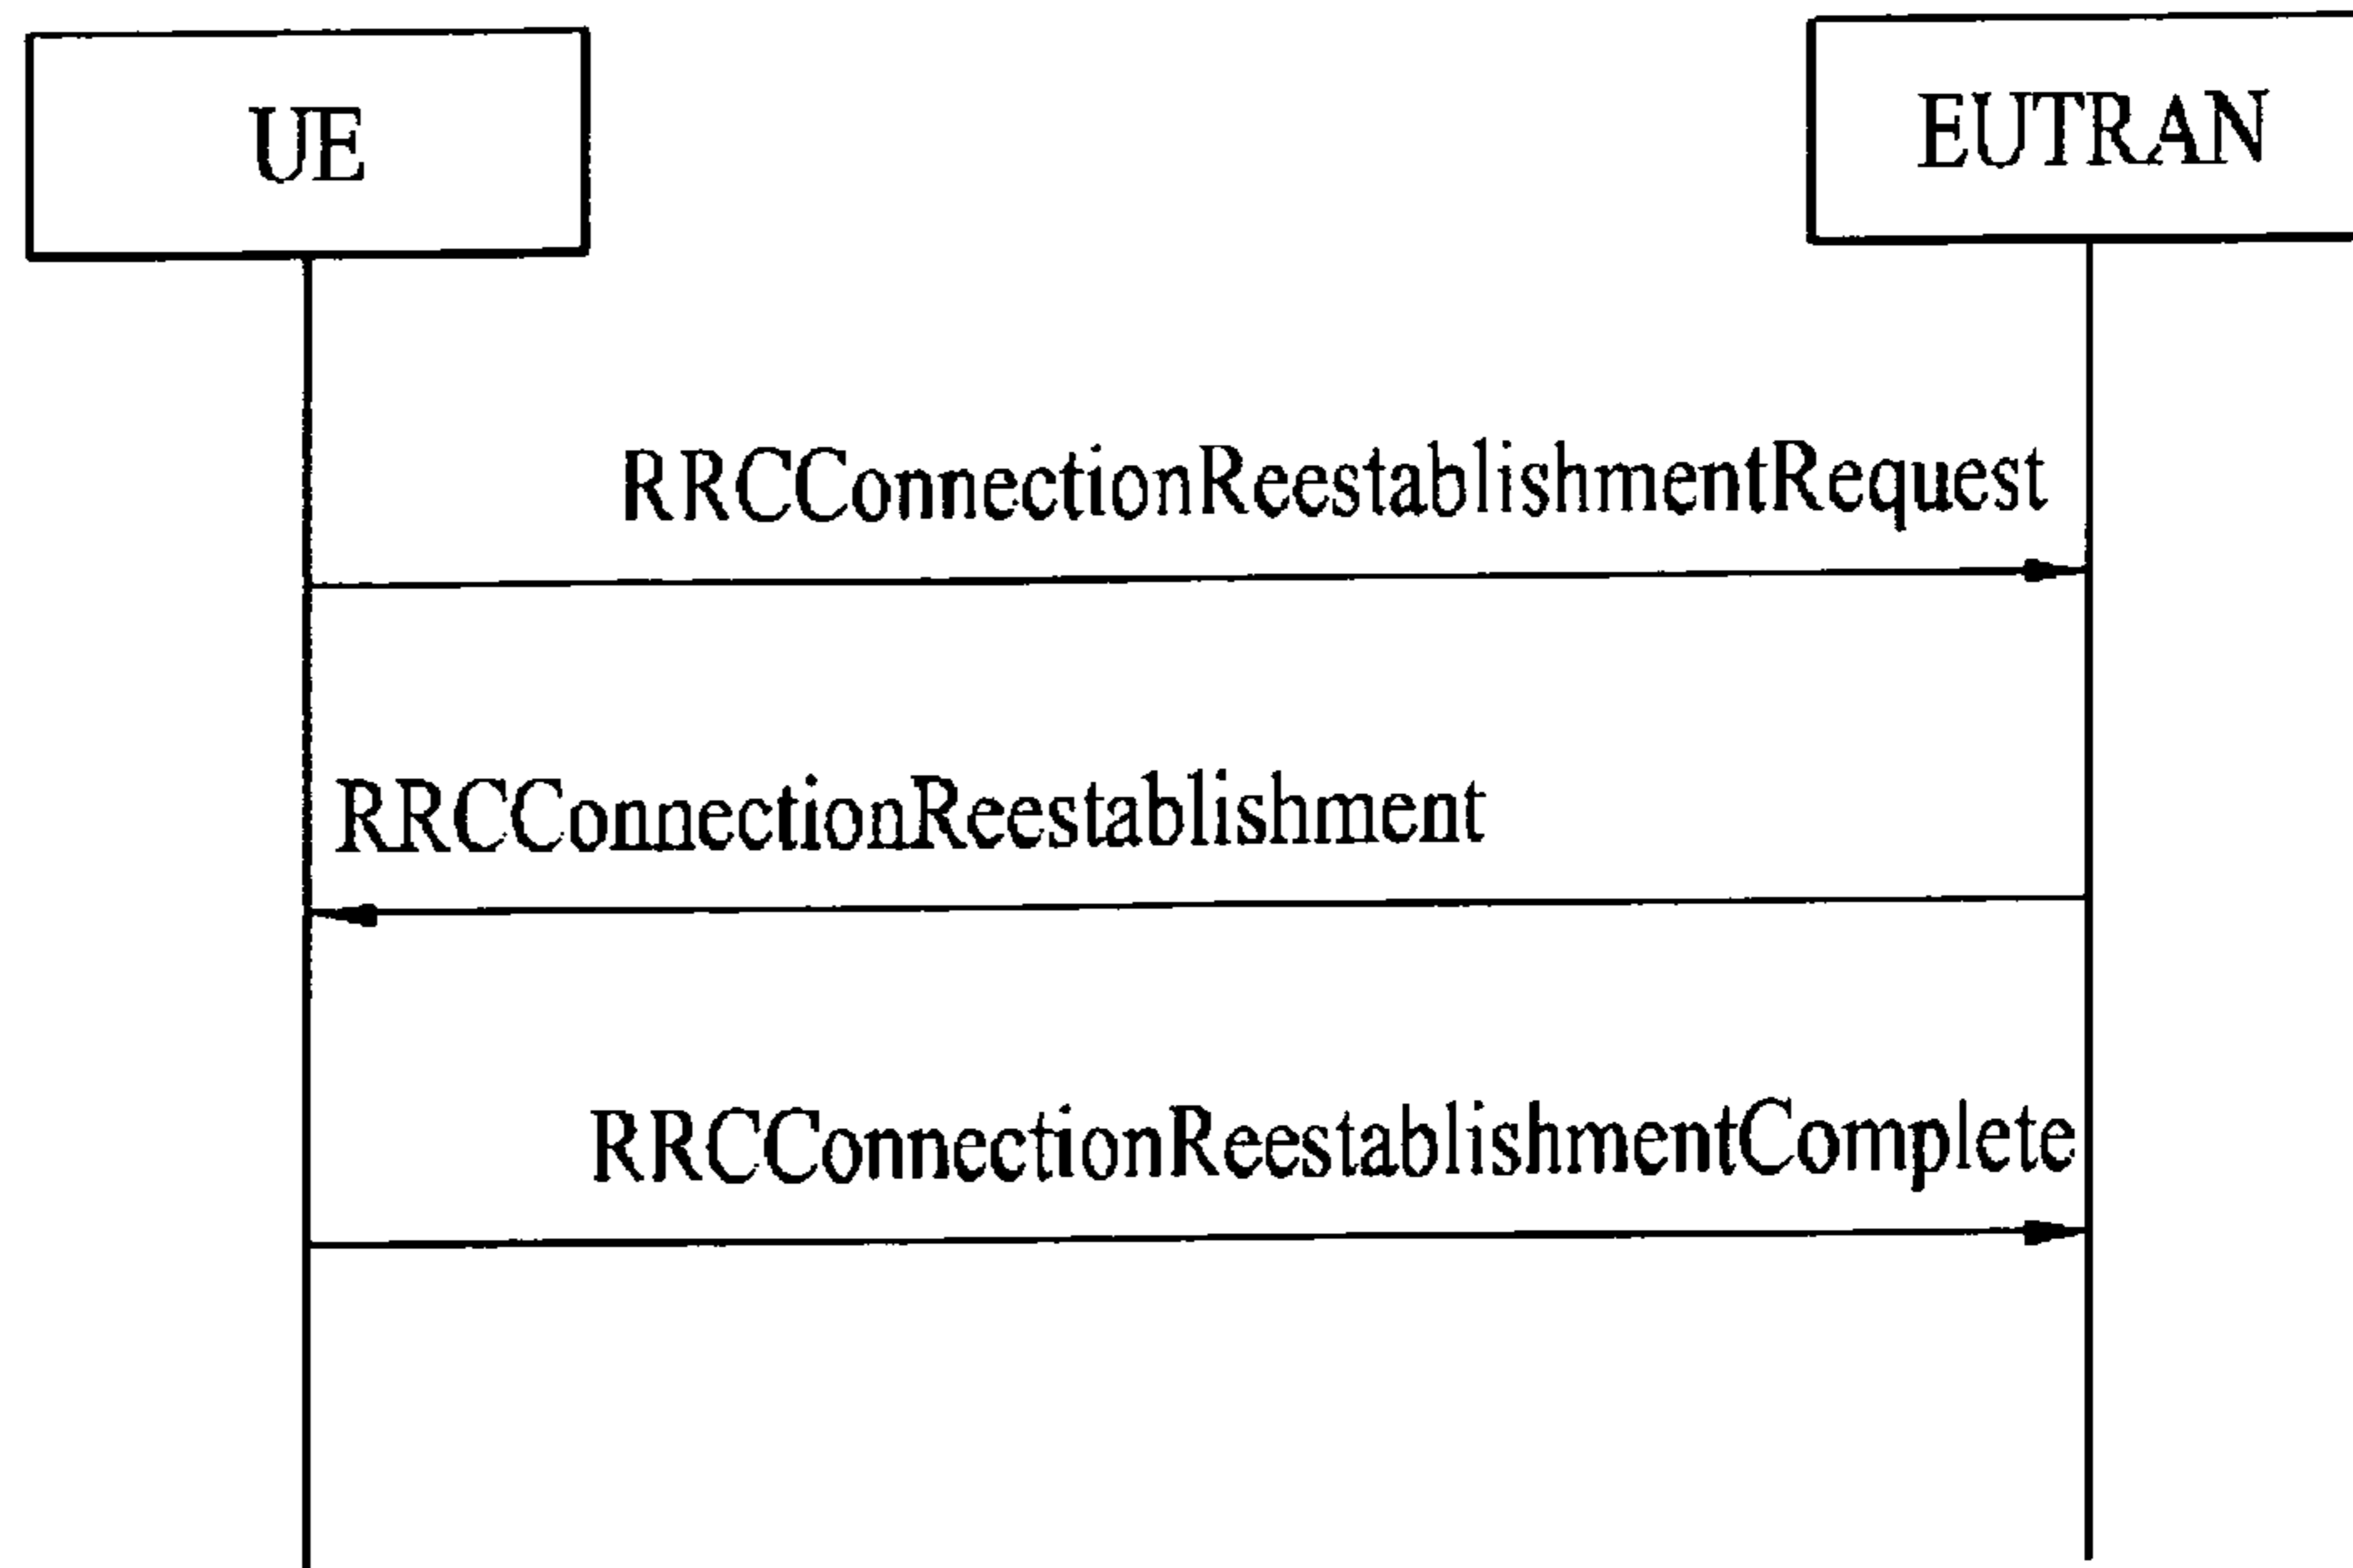 UE
EUTRAN
RRCConnectionReestablishmentRequest
RRCConnectionReestablishment
RRCConnectionReestablishmentComplete